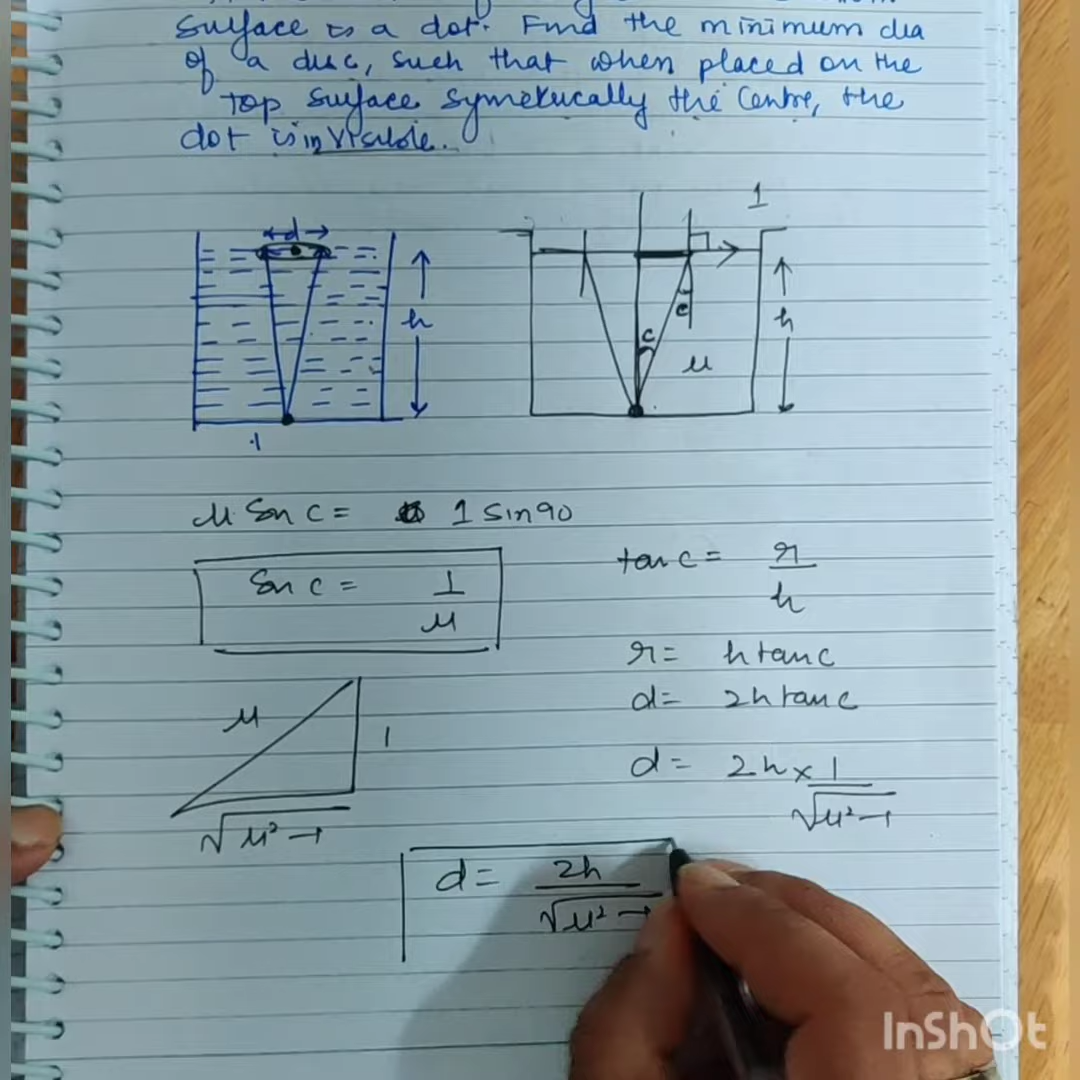 surface is a dot. Find the minimum dia
of a disc, such that when placed on the
top surface symetrically the centre, the
dot is invisible.
d
h
1
c
c
μ
h
μ sin c = 1 sin 90
sin c = 1/μ
tan c = r/h
r = h tan c
d = 2h tan c
μ
1
√μ²-1
d = 2h × 1/√μ²-1
d = 2h/√μ²-1
InShOt